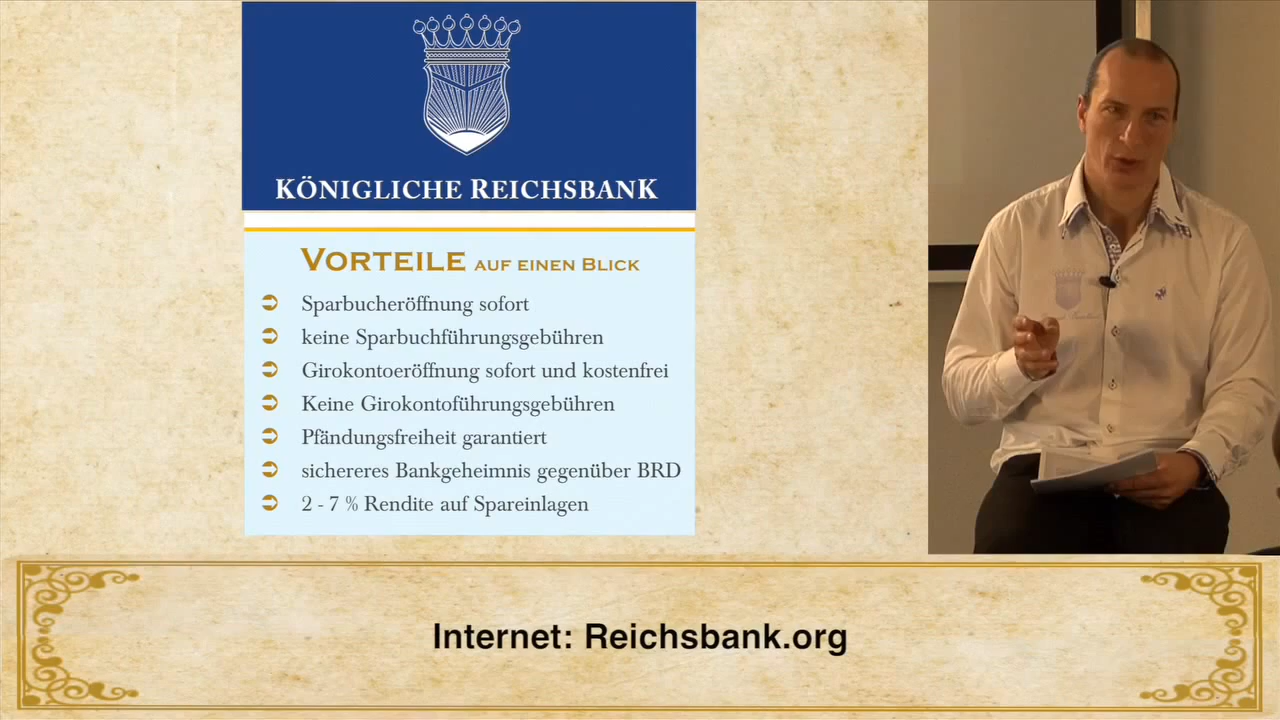 KÖNIGLICHE REICHSBANK
VORTEILE AUF EINEN BLICK
Sparbucheröffnung sofort
keine Sparbuchführungsgebühren
Girokontoeröffnung sofort und kostenfrei
Keine Girokontoführungsgebühren
Pfändungsfreiheit garantiert
sichereres Bankgeheimnis gegenüber BRD
2 - 7 % Rendite auf Spareinlagen
Internet: Reichsbank.org